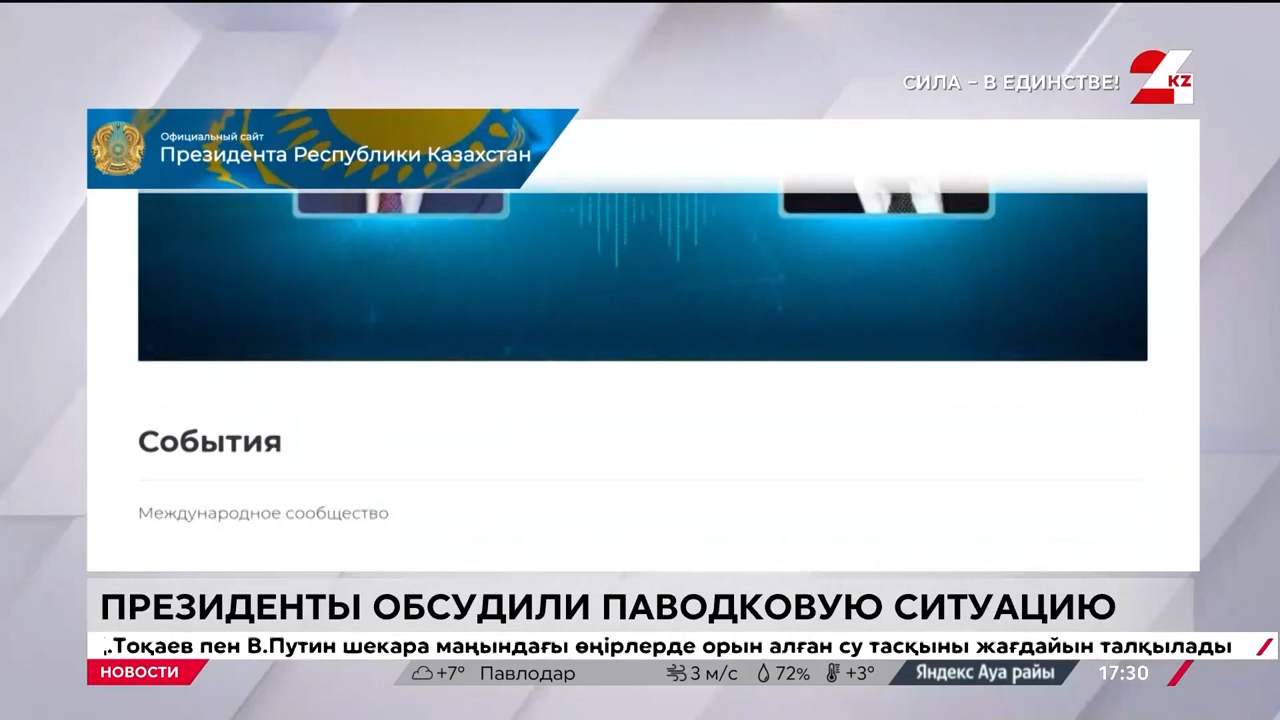 СИЛА – В ЕДИНСТВЕ!
24 KZ
Официальный сайт
Президента Республики Казахстан
События
Международное сообщество
ПРЕЗИДЕНТЫ ОБСУДИЛИ ПАВОДКОВУЮ СИТУАЦИЮ
.Тоқаев пен В.Путин шекара маңындағы өңірлерде орын алған су тасқыны жағдайын талқылады
НОВОСТИ +7° Павлодар 3 м/с 72% +3° Яндекс Ауа райы 17:30